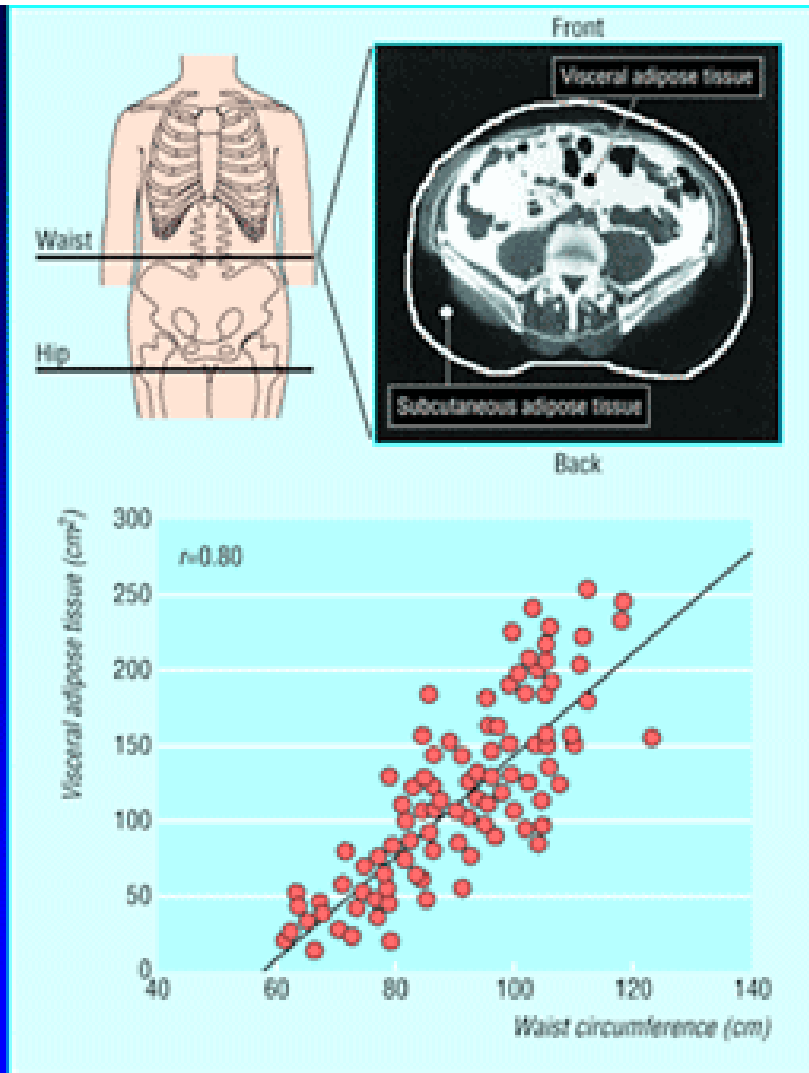 Front
Visceral adipose tissue
Waist
Hip
Subcutaneous adipose tissue
Back
Visceral adipose tissue (cm²)
300
250
200
150
100
50
0
r=0.80
40 60 80 100 120 140
Waist circumference (cm)